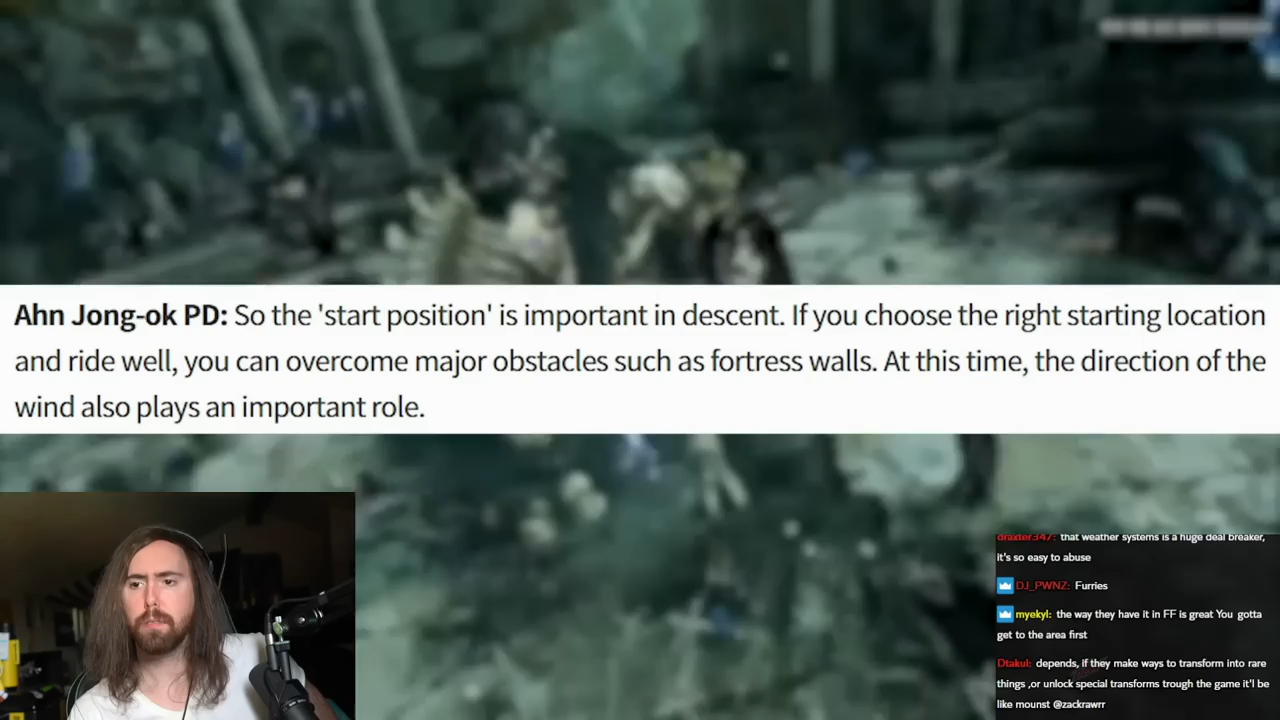 Ahn Jong-ok PD: So the 'start position' is important in descent. If you choose the right starting location
and ride well, you can overcome major obstacles such as fortress walls. At this time, the direction of the
wind also plays an important role.
draxter347: that weather systems is a huge deal breaker,
it's so easy to abuse
DJ_PWNZ: Furries
myekyl: the way they have it in FF is great You gotta
get to the area first
Dtakul: depends, if they make ways to transform into rare
things ,or unlock special transforms trough the game it'l be
like mounst @zackrawrr